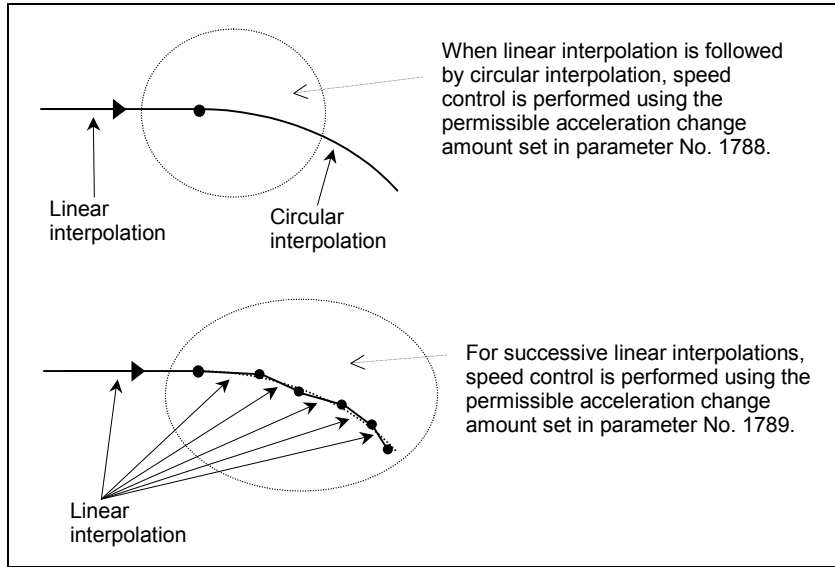 When linear interpolation is followed
by circular interpolation, speed
control is performed using the
permissible acceleration change
amount set in parameter No. 1788.
Linear
interpolation
Circular
interpolation
For successive linear interpolations,
speed control is performed using the
permissible acceleration change
amount set in parameter No. 1789.
Linear
interpolation